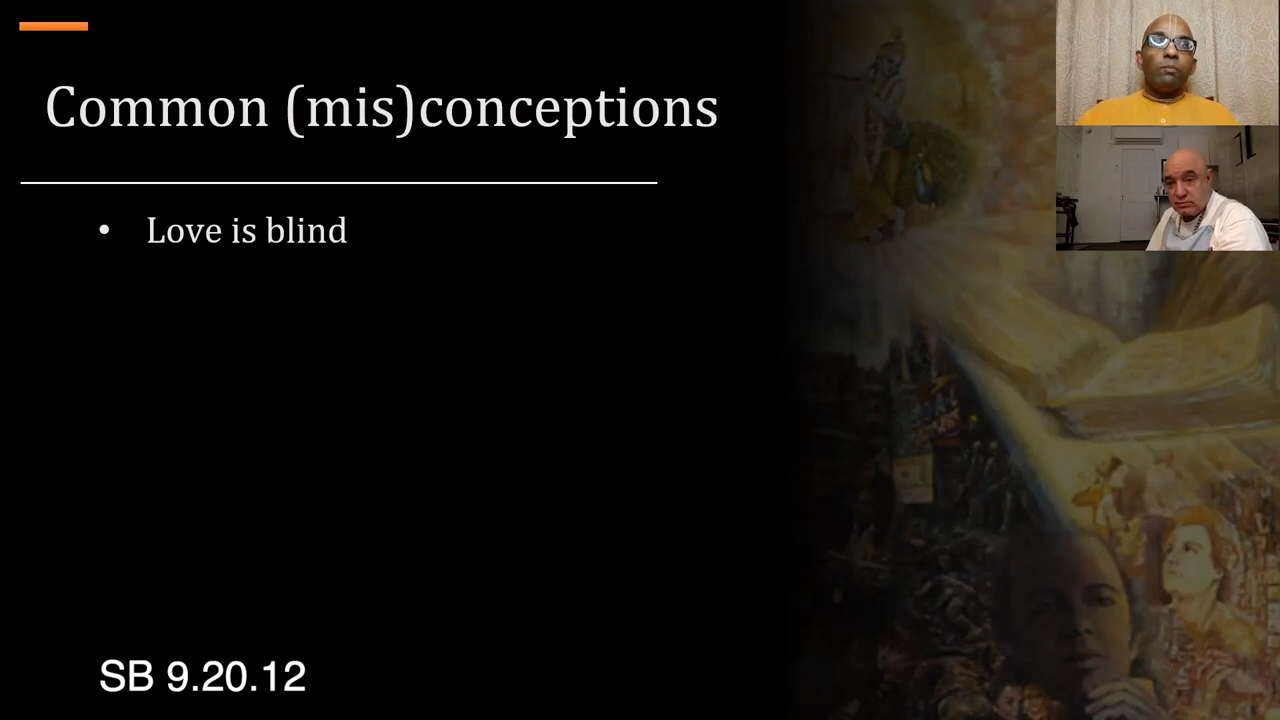 Common (mis)conceptions
• Love is blind
SB 9.20.12